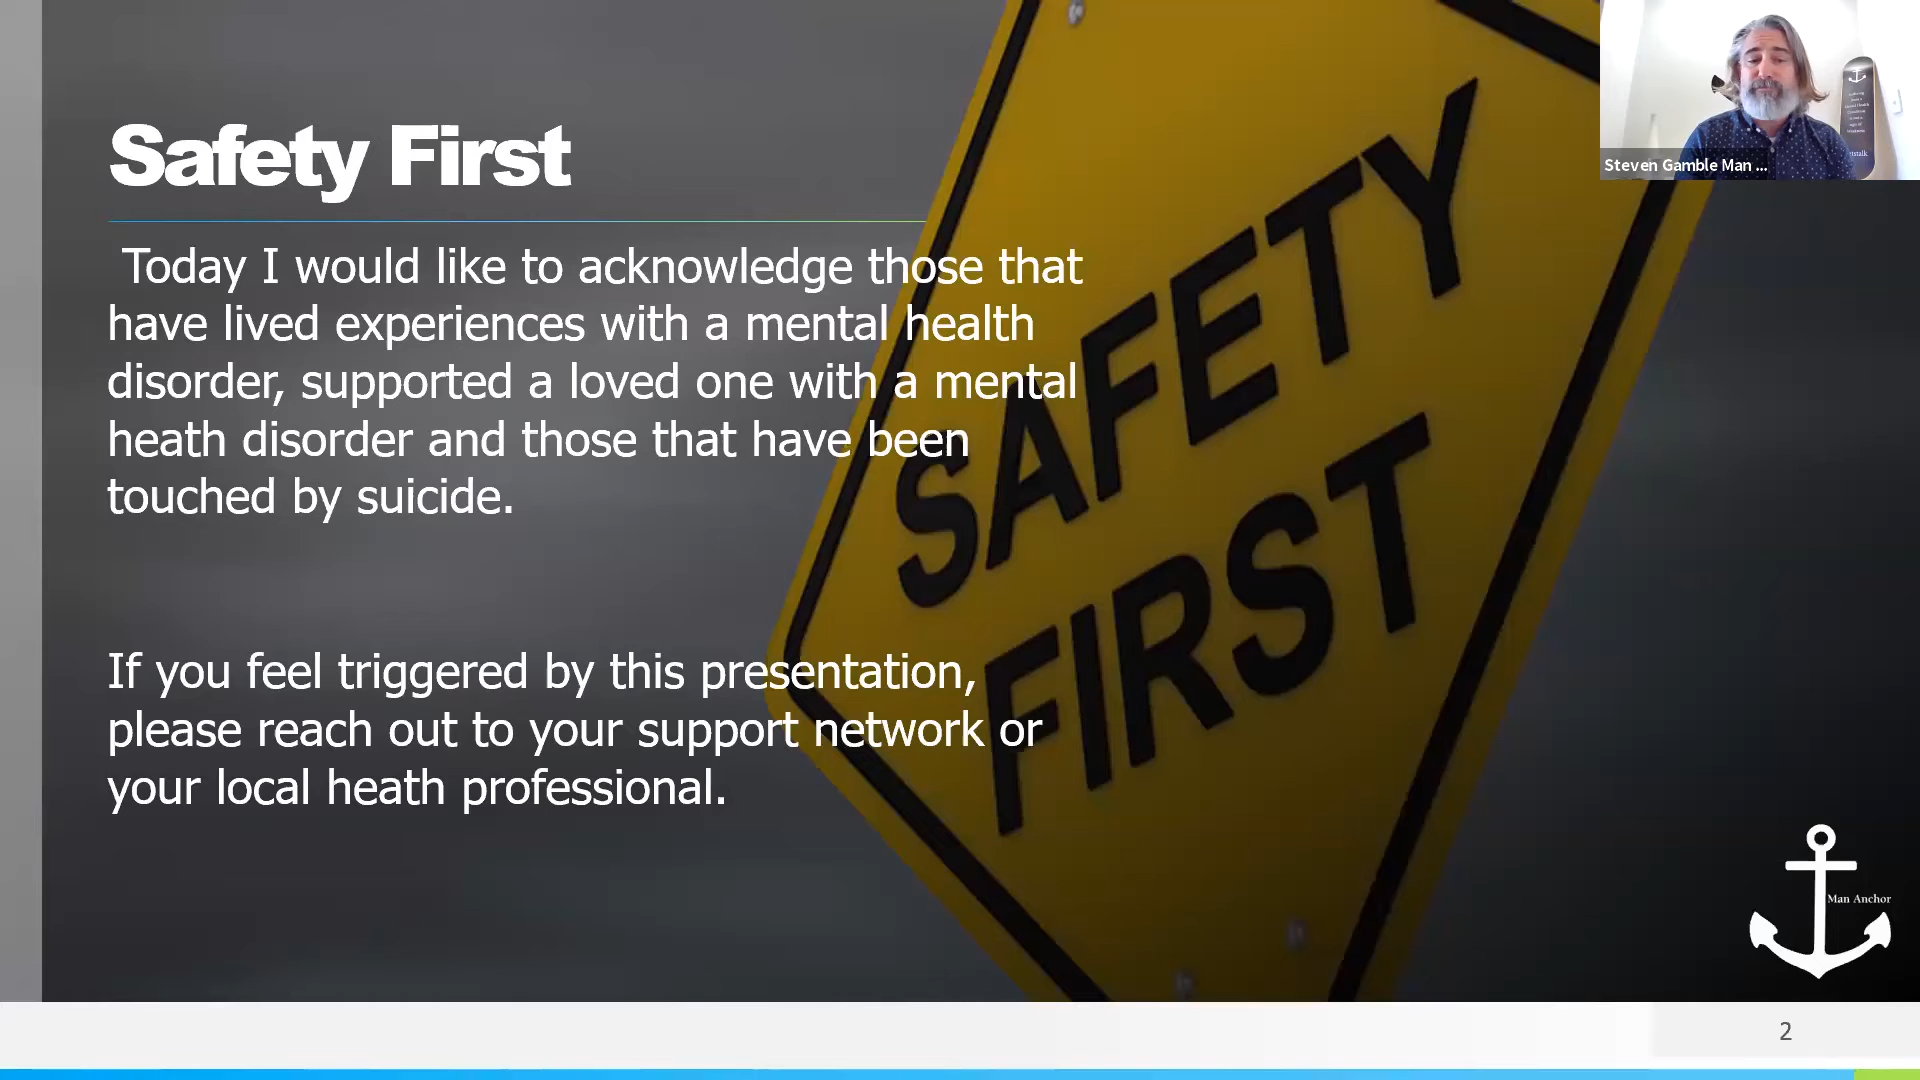 Safety First
Today I would like to acknowledge those that
have lived experiences with a mental health
disorder, supported a loved one with a mental
heath disorder and those that have been
touched by suicide.
If you feel triggered by this presentation,
please reach out to your support network or
your local heath professional.
SAFETY
FIRST
Steven Gamble Man ...
Man Anchor
2